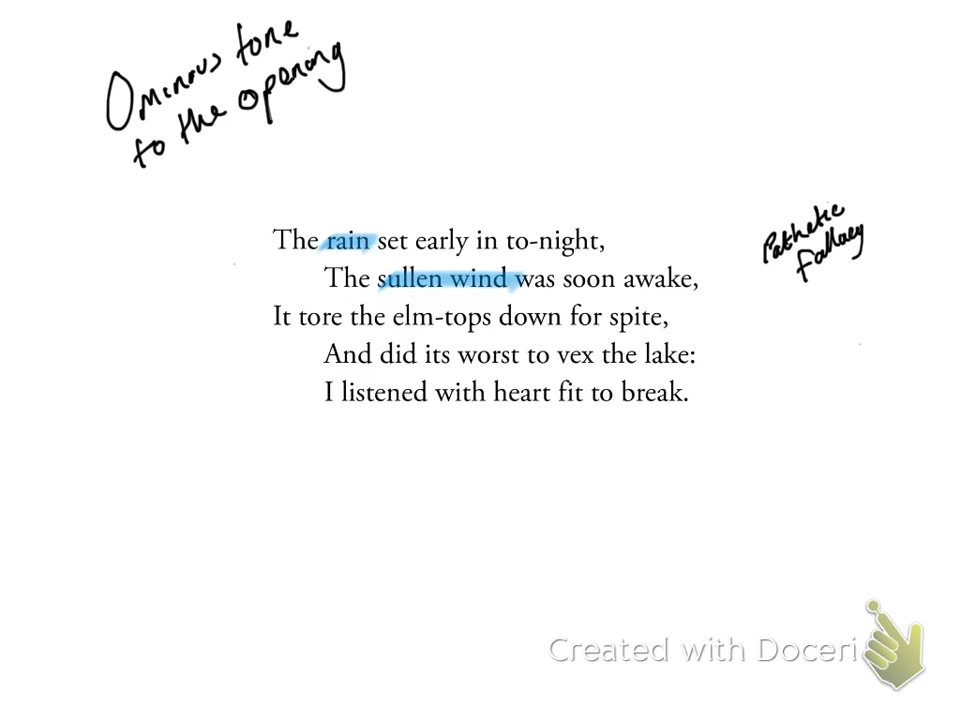 Ominous tone
to the opening
The rain set early in to-night,
The sullen wind was soon awake,
It tore the elm-tops down for spite,
And did its worst to vex the lake:
I listened with heart fit to break.
Pathetic
fallacy
Created with Doceri